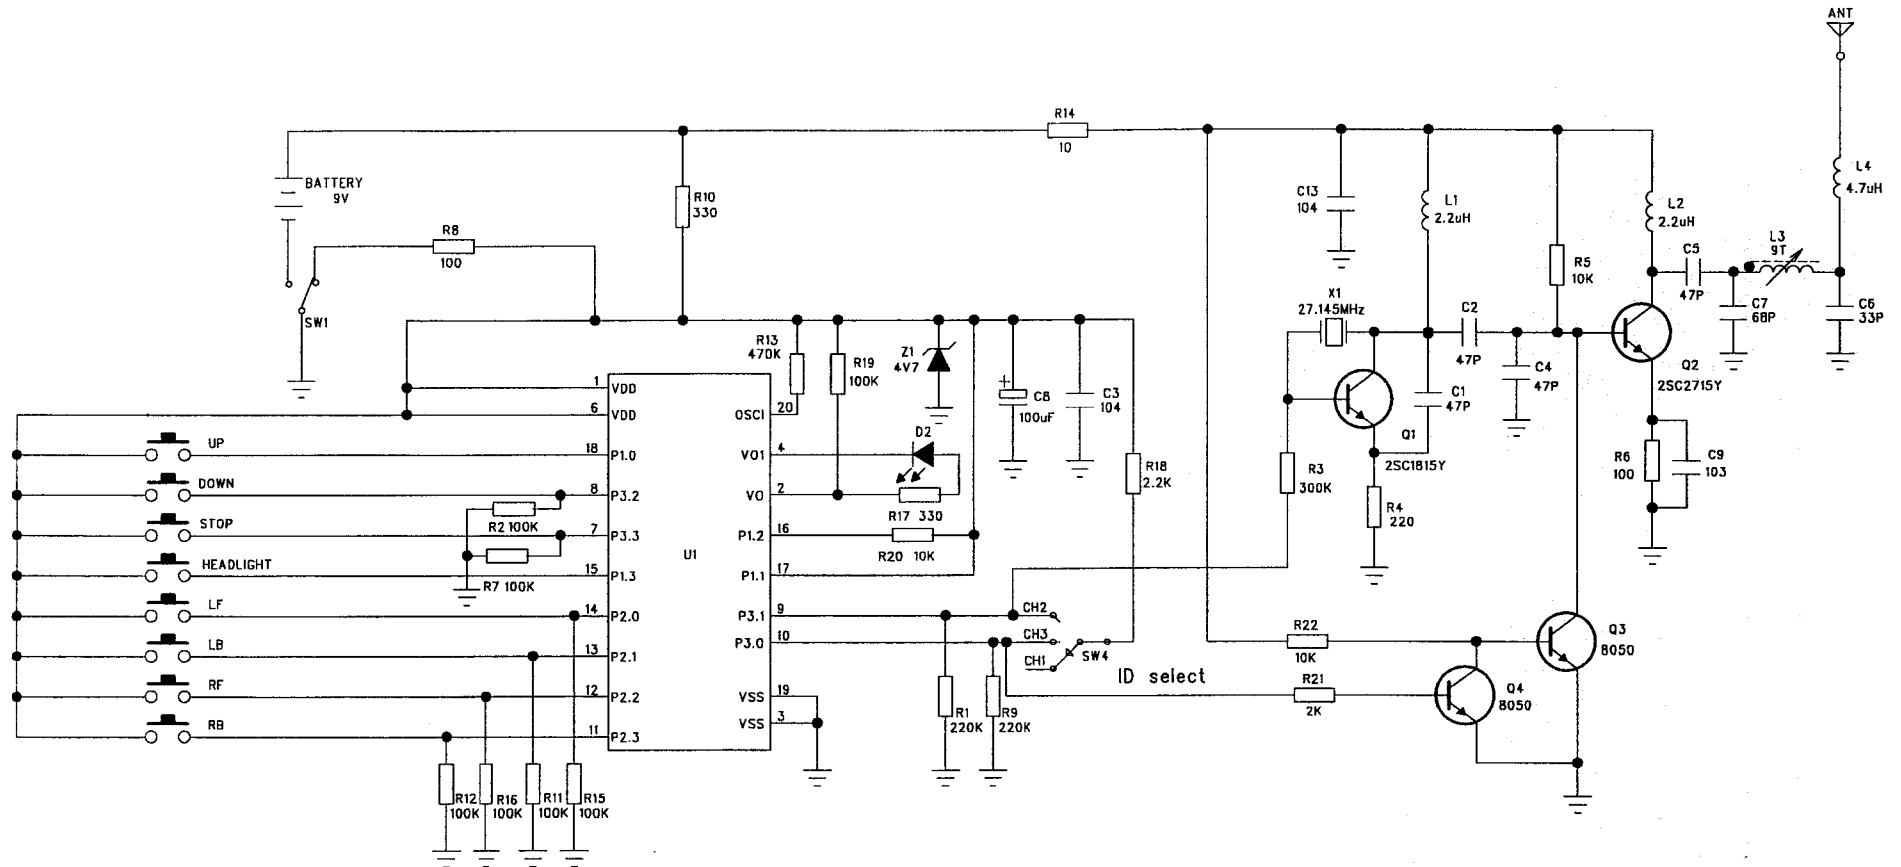 ANT
R14
10
BATTERY
9V
R10
330
C13
104
L1
2.2uH
L2
2.2uH
L4
4.7uH
R8
100
SW1
X1
27.145MHz
C2
47P
R5
10K
C5
47P
L3
9T
C7
68P
C6
33P
R13
470K
R19
100K
Z1
4V7
+
C8
100uF
C3
104
C4
47P
C1
47P
Q1
2SC1815Y
Q2
2SC2715Y
R3
300K
R4
220
R6
100
C9
103
R18
2.2K
1 VDD
6 VDD
OSCI 20
UP
18 P1.0
VO1 4
D2
DOWN
8 P3.2
VO 2
R17 330
R2 100K
STOP
7 P3.3
P1.2 16
R20 10K
U1
HEADLIGHT
R7 100K
15 P1.3
P1.1 17
LF
14 P2.0
P3.1 9
CH2
LB
13 P2.1
P3.0 10
CH3
CH1
SW4
ID select
RF
12 P2.2
VSS 19
RB
11 P2.3
VSS 3
R1
220K
R9
220K
R22
10K
R21
2K
Q3
8050
Q4
8050
R12
100K
R16
100K
R11
100K
R15
100K